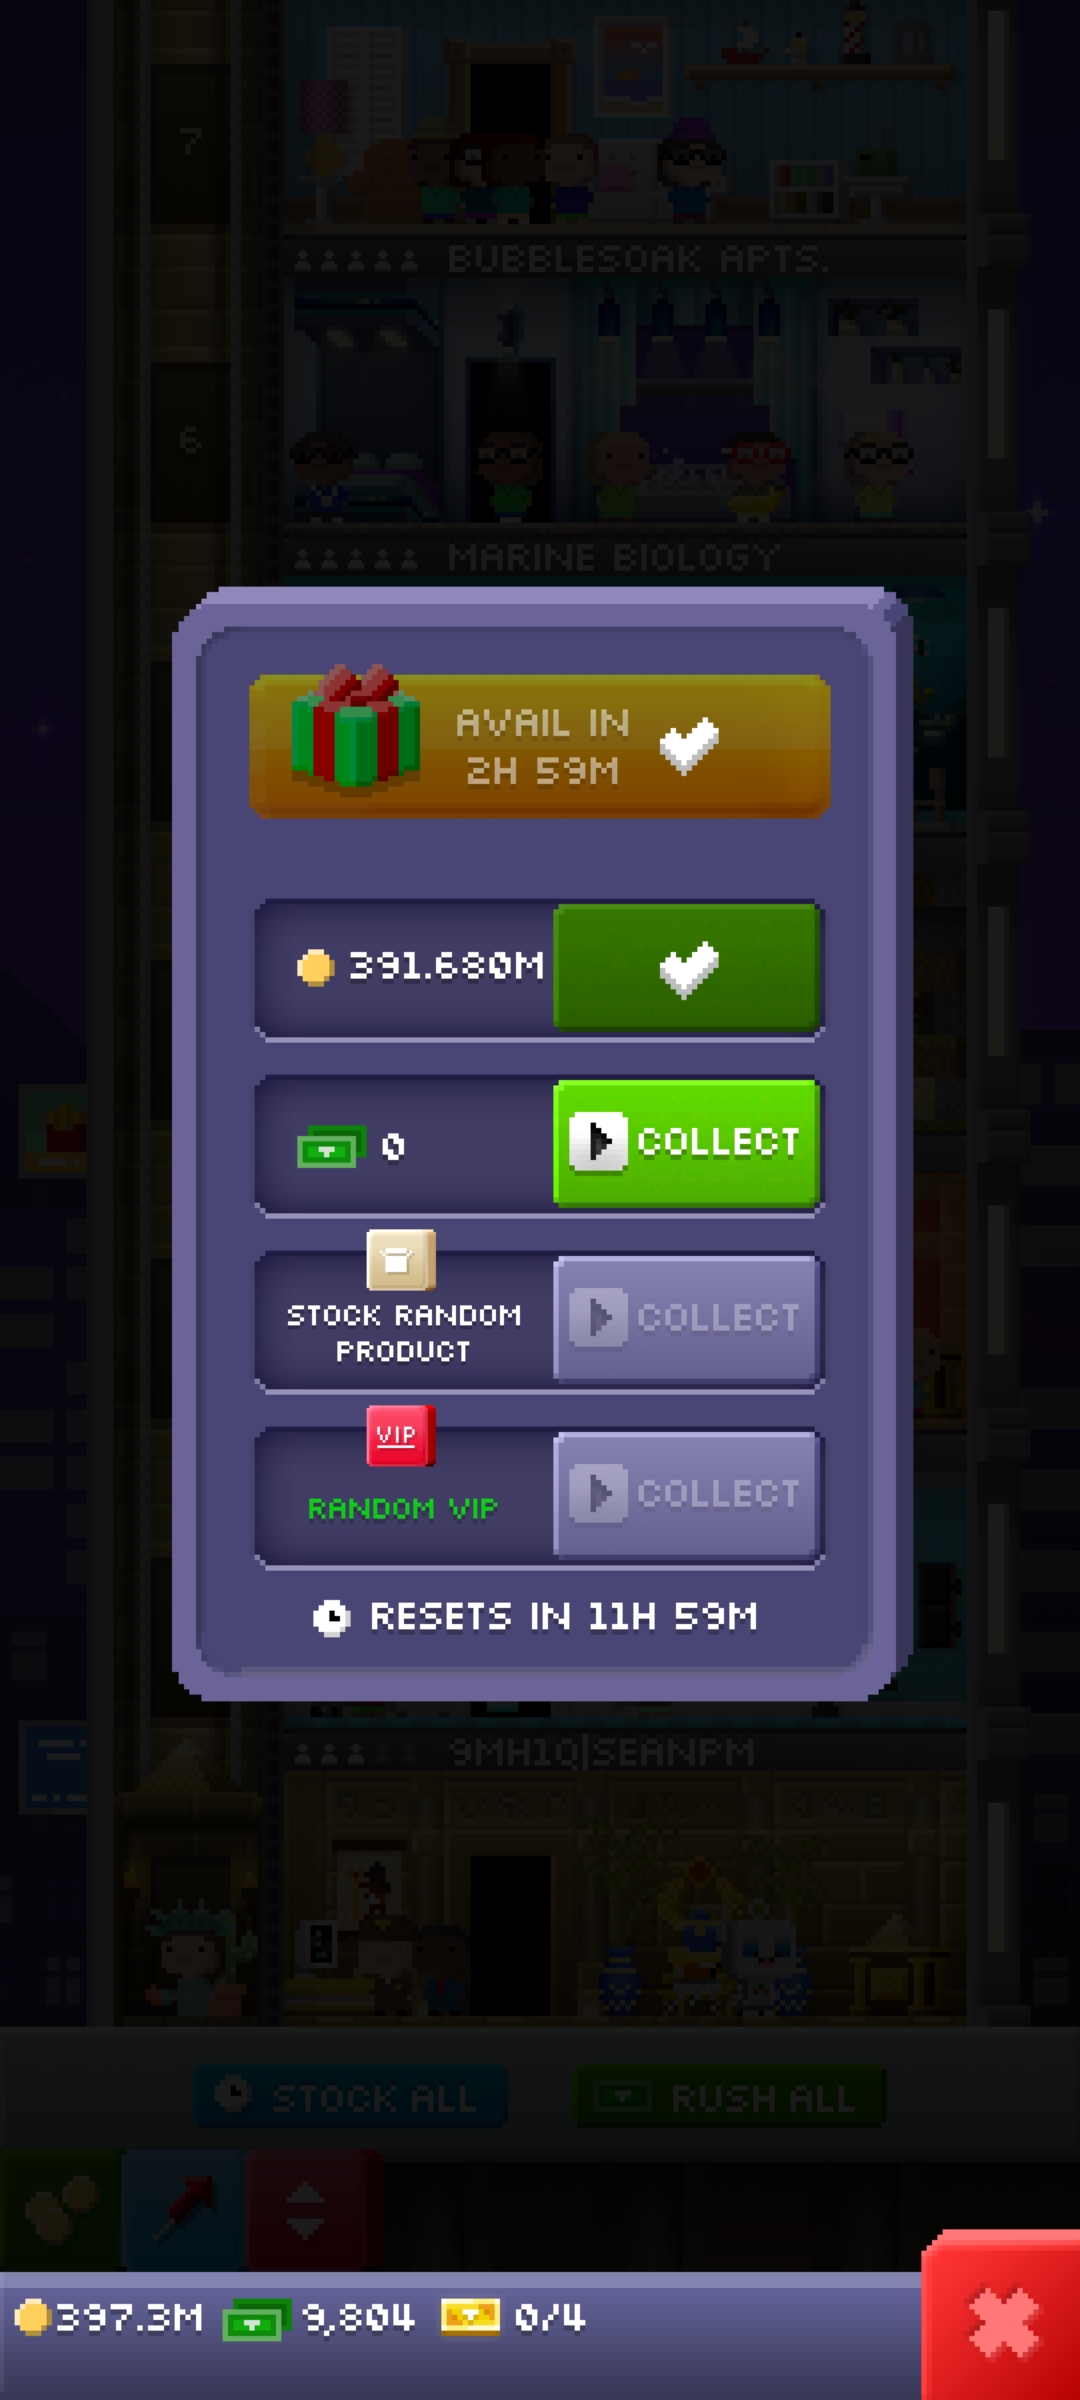 7
BUBBLESOAK APTS.
6
MARINE BIOLOGY
AVAIL IN
2H 59M
391.680M
0
COLLECT
STOCK RANDOM
PRODUCT
COLLECT
VIP
RANDOM VIP
COLLECT
RESETS IN 11H 59M
9MH1Q|SEANPM
STOCK ALL
RUSH ALL
397.3M 9,804 0/4